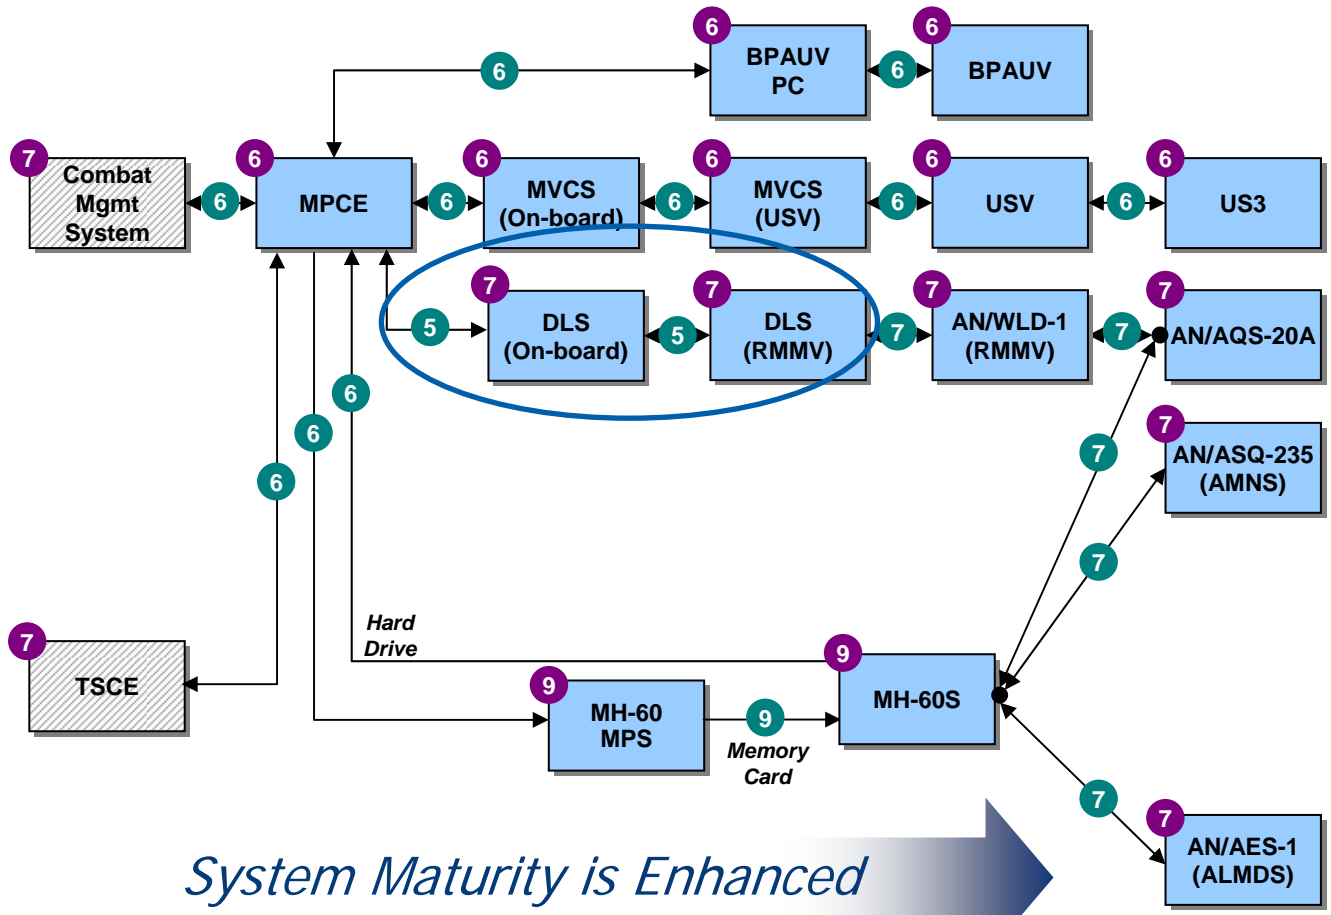 6
BPAUV
PC
6
6
BPAUV
6
7
Combat
Mgmt
System
6
6
MPCE
6
6
MVCS
(On-board)
6
6
MVCS
(USV)
6
6
USV
6
6
US3
5
7
DLS
(On-board)
5
7
DLS
(RMMV)
7
7
AN/WLD-1
(RMMV)
7
7
AN/AQS-20A
6
6
6
7
7
AN/ASQ-235
(AMNS)
7
7
TSCE
Hard
Drive
9
MH-60
MPS
9
Memory
Card
9
MH-60S
7
7
AN/AES-1
(ALMDS)
System Maturity is Enhanced